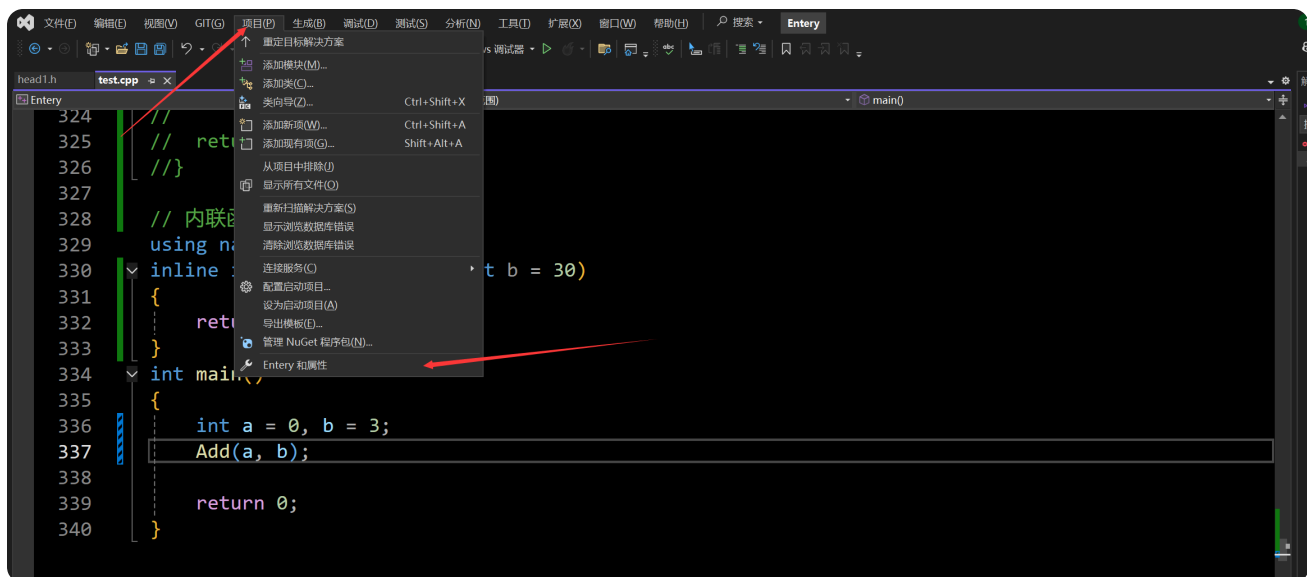 文件(F) 编辑(E) 视图(V) GIT(G) 项目(P) 生成(B) 调试(D) 测试(S) 分析(N) 工具(T) 扩展(X) 窗口(W) 帮助(H) 搜索 Entery
调试器
head1.h test.cpp
Entery main()
重定目标解决方案
添加模块(M)...
添加类(C)...
类向导(Z)... Ctrl+Shift+X
添加新项(W)... Ctrl+Shift+A
添加现有项(G)... Shift+Alt+A
从项目中排除(J)
显示所有文件(O)
重新扫描解决方案(S)
显示浏览数据库错误
清除浏览数据库错误
连接服务(C)
配置启动项目...
设为启动项目(A)
导出模板(E)...
管理 NuGet 程序包(N)...
Entery 和属性
324 //
325 // retu
326 //}
327
328 // 内联函
329 using na
330 inline t b = 30)
331 {
332 retu
333 }
334 int main()
335 {
336 int a = 0, b = 3;
337 Add(a, b);
338
339 return 0;
340 }